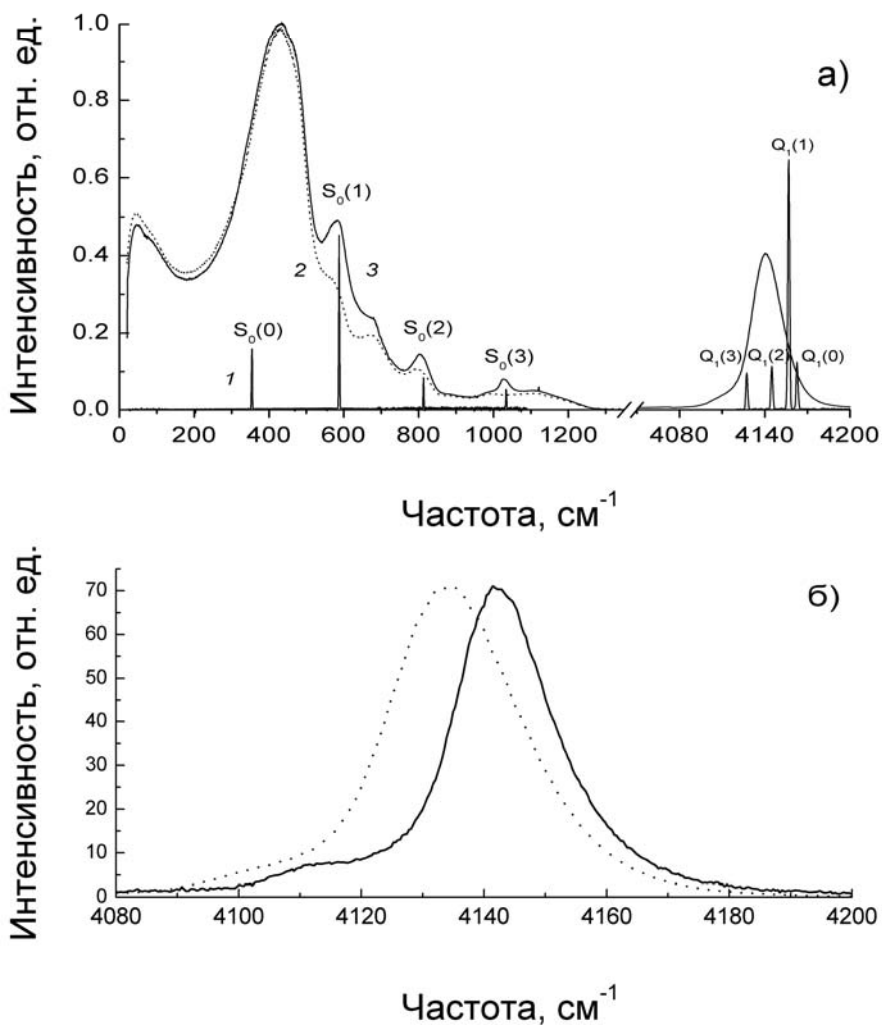 Интенсивность, отн. ед.
1.0
0.8
0.6
0.4
0.2
0.0
а)
S₀(0)
S₀(1)
S₀(2)
S₀(3)
1
2
3
Q₁(1)
Q₁(3)
Q₁(2)
Q₁(0)
0 200 400 600 800 1000 1200 4080 4140 4200
Частота, см⁻¹
Интенсивность, отн. ед.
70
60
50
40
30
20
10
0
б)
4080 4100 4120 4140 4160 4180 4200
Частота, см⁻¹